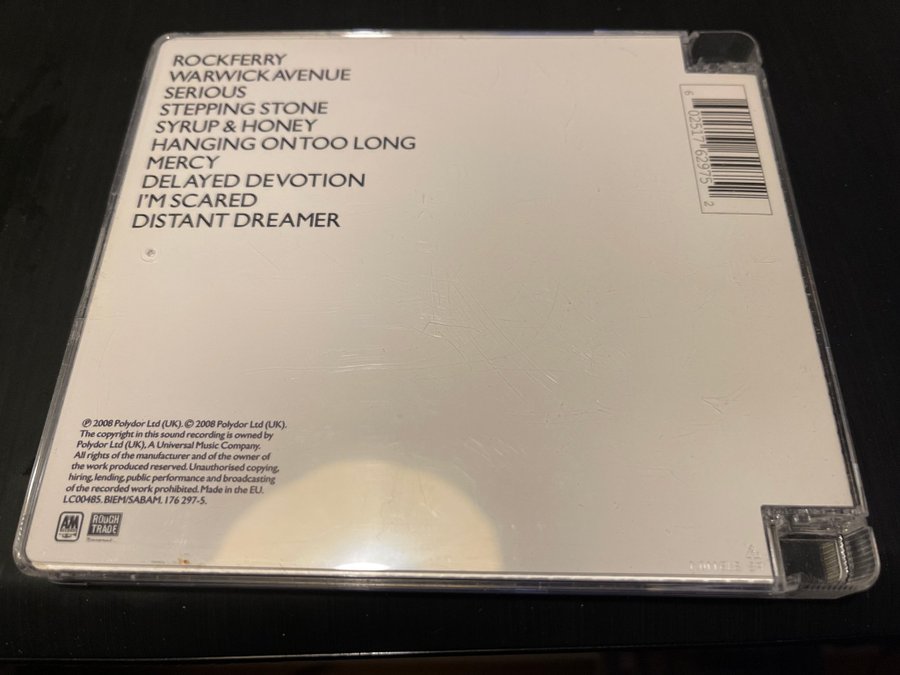 ROCKFERRY
WARWICK AVENUE
SERIOUS
STEPPING STONE
SYRUP & HONEY
HANGING ON TOO LONG
MERCY
DELAYED DEVOTION
I'M SCARED
DISTANT DREAMER
6 02517 62975 2
℗ 2008 Polydor Ltd (UK). © 2008 Polydor Ltd (UK).
The copyright in this sound recording is owned by
Polydor Ltd (UK), A Universal Music Company.
All rights of the manufacturer and of the owner of
the work produced reserved. Unauthorised copying,
hiring, lending, public performance and broadcasting
of the recorded work prohibited. Made in the EU.
LC00485. BIEM/SABAM. 176 297-5.
A&M
ROUGH
TRADE